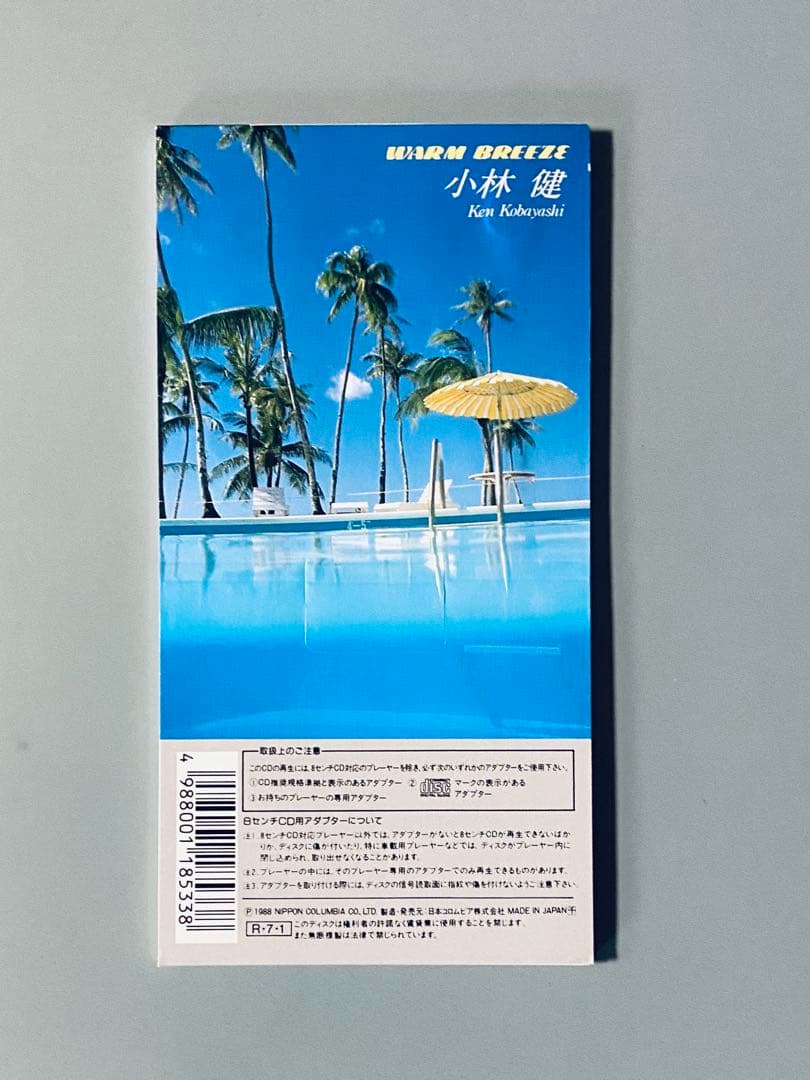 WARM BREEZE
小林 健
Ken Kobayashi
4 988001 185338
取扱上のご注意
このCDの再生には、8センチCD対応のプレーヤーを除き、必ず次のいずれかのアダプターをご使用下さい。
①CD推奨規格準拠と表示のあるアダプター ② disc マークの表示がある
アダプター
③お持ちのプレーヤーの専用アダプター
8センチCD用アダプターについて
注1. 8センチCD対応プレーヤー以外では、アダプターがないと8センチCDが再生できないばか
りか、ディスクに傷が付いたり、特に車載用プレーヤーなどでは、ディスクがプレーヤー内に
閉じ込められ、取り出せなくなることがあります。
注2. プレーヤーの中には、そのプレーヤー専用のアダプターでのみ再生できるものがあります。
注3. アダプターを取り付ける際には、ディスクの信号読取面に指紋や傷を付けないようご注意下さい。
Ⓟ1988 NIPPON COLUMBIA CO., LTD. 製造・発売元:日本コロムビア株式会社 MADE IN JAPAN
R・7・1
このディスクは権利者の許諾なく賃貸業に使用することを禁じます。
また無断複製は法律で禁じられています。